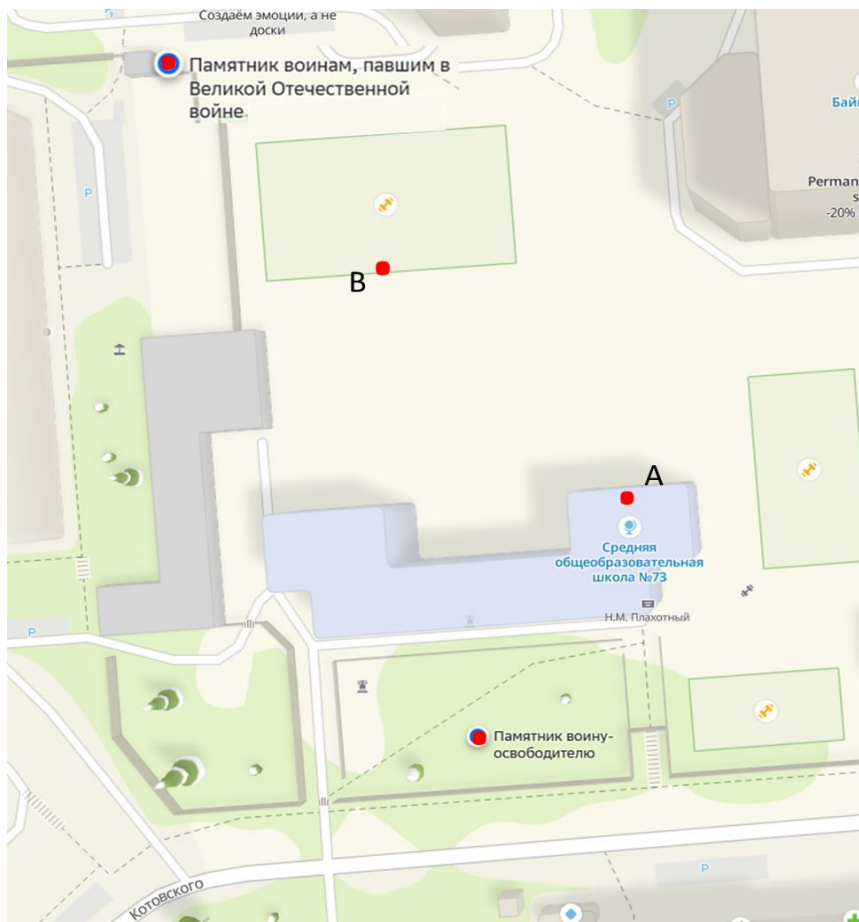 Создаём эмоции, а не
доски
Памятник воинам, павшим в
Великой Отечественной
войне
P
P
Бай
Perman
s
-20%
B
A
Средняя
общеобразовательная
школа №73
Н.М. Плахотный
P
Памятник воину-
освободителю
P
Котовского